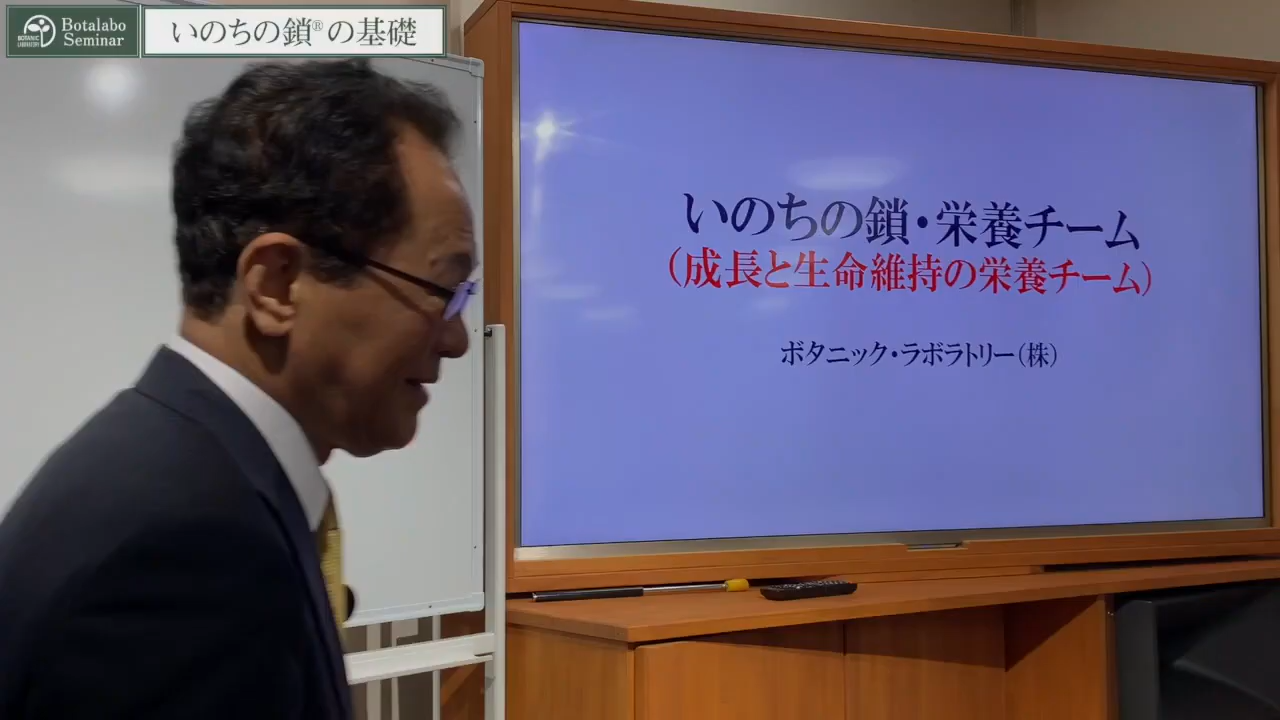 BOTANIC
LABORATORY
Botalabo
Seminar
いのちの鎖®の基礎
いのちの鎖・栄養チーム
(成長と生命維持の栄養チーム)
ボタニック・ラボラトリー(株)